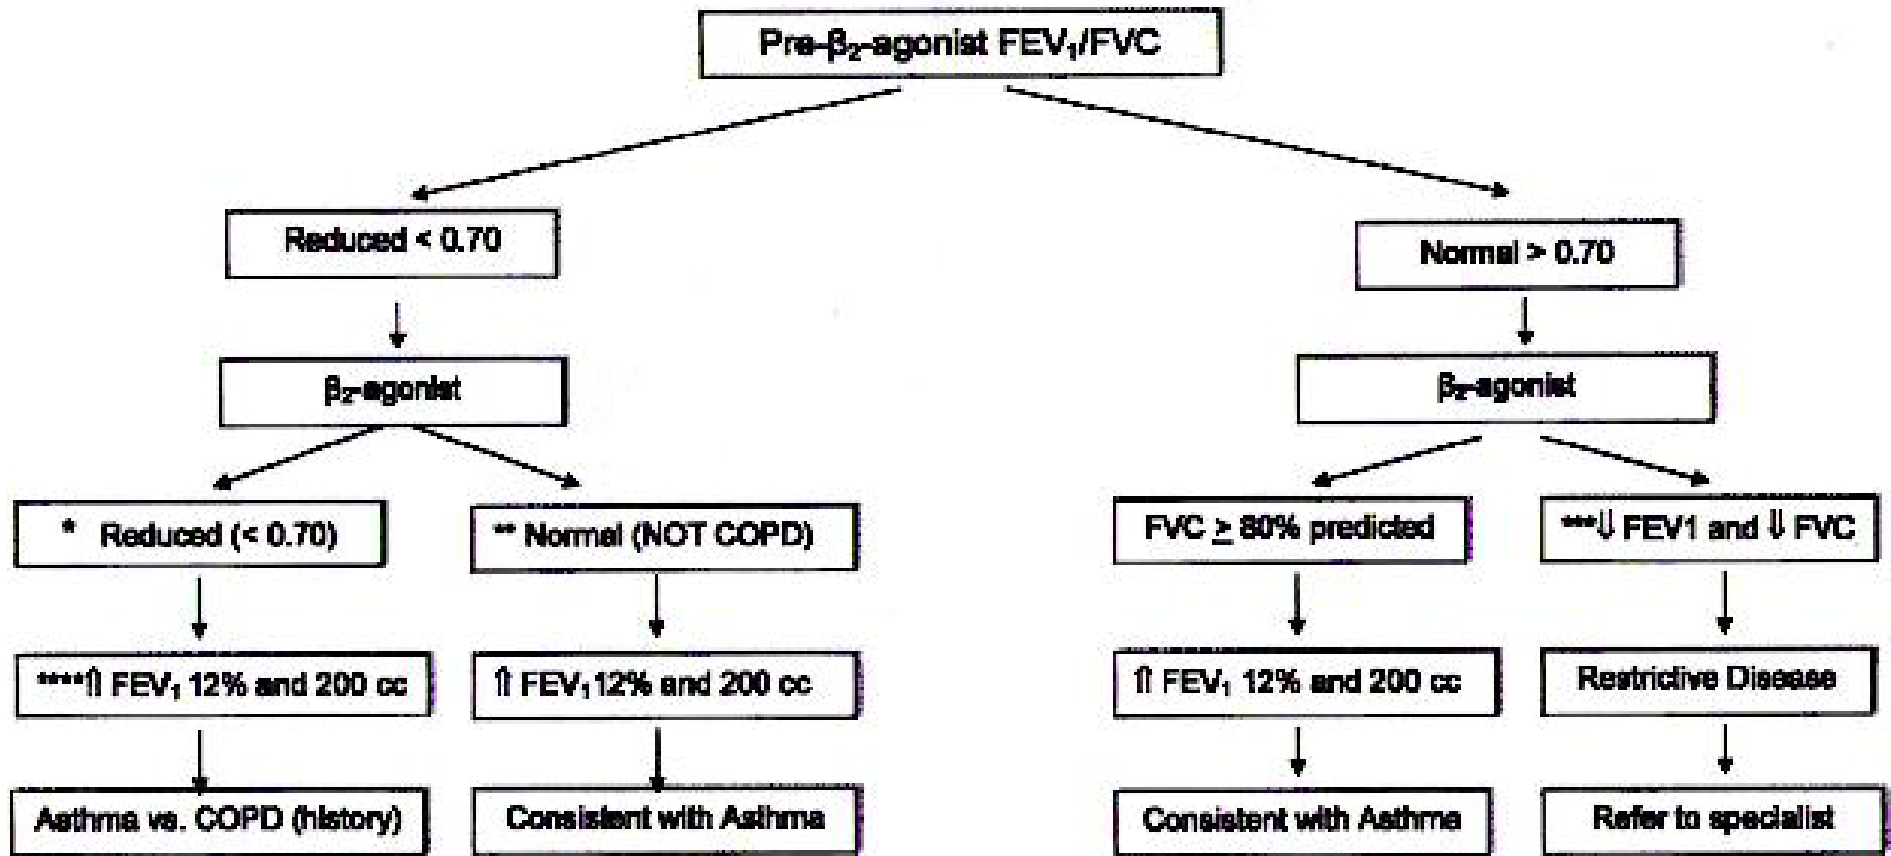 Pre-β₂-agonist FEV₁/FVC
Reduced < 0.70
Normal > 0.70
β₂-agonist
β₂-agonist
* Reduced (< 0.70)
** Normal (NOT COPD)
FVC ≥ 80% predicted
***⇓ FEV1 and ⇓ FVC
****⇑ FEV₁ 12% and 200 cc
⇑ FEV₁ 12% and 200 cc
⇑ FEV₁ 12% and 200 cc
Restrictive Disease
Asthma vs. COPD (history)
Consistent with Asthma
Consistent with Asthma
Refer to specialist